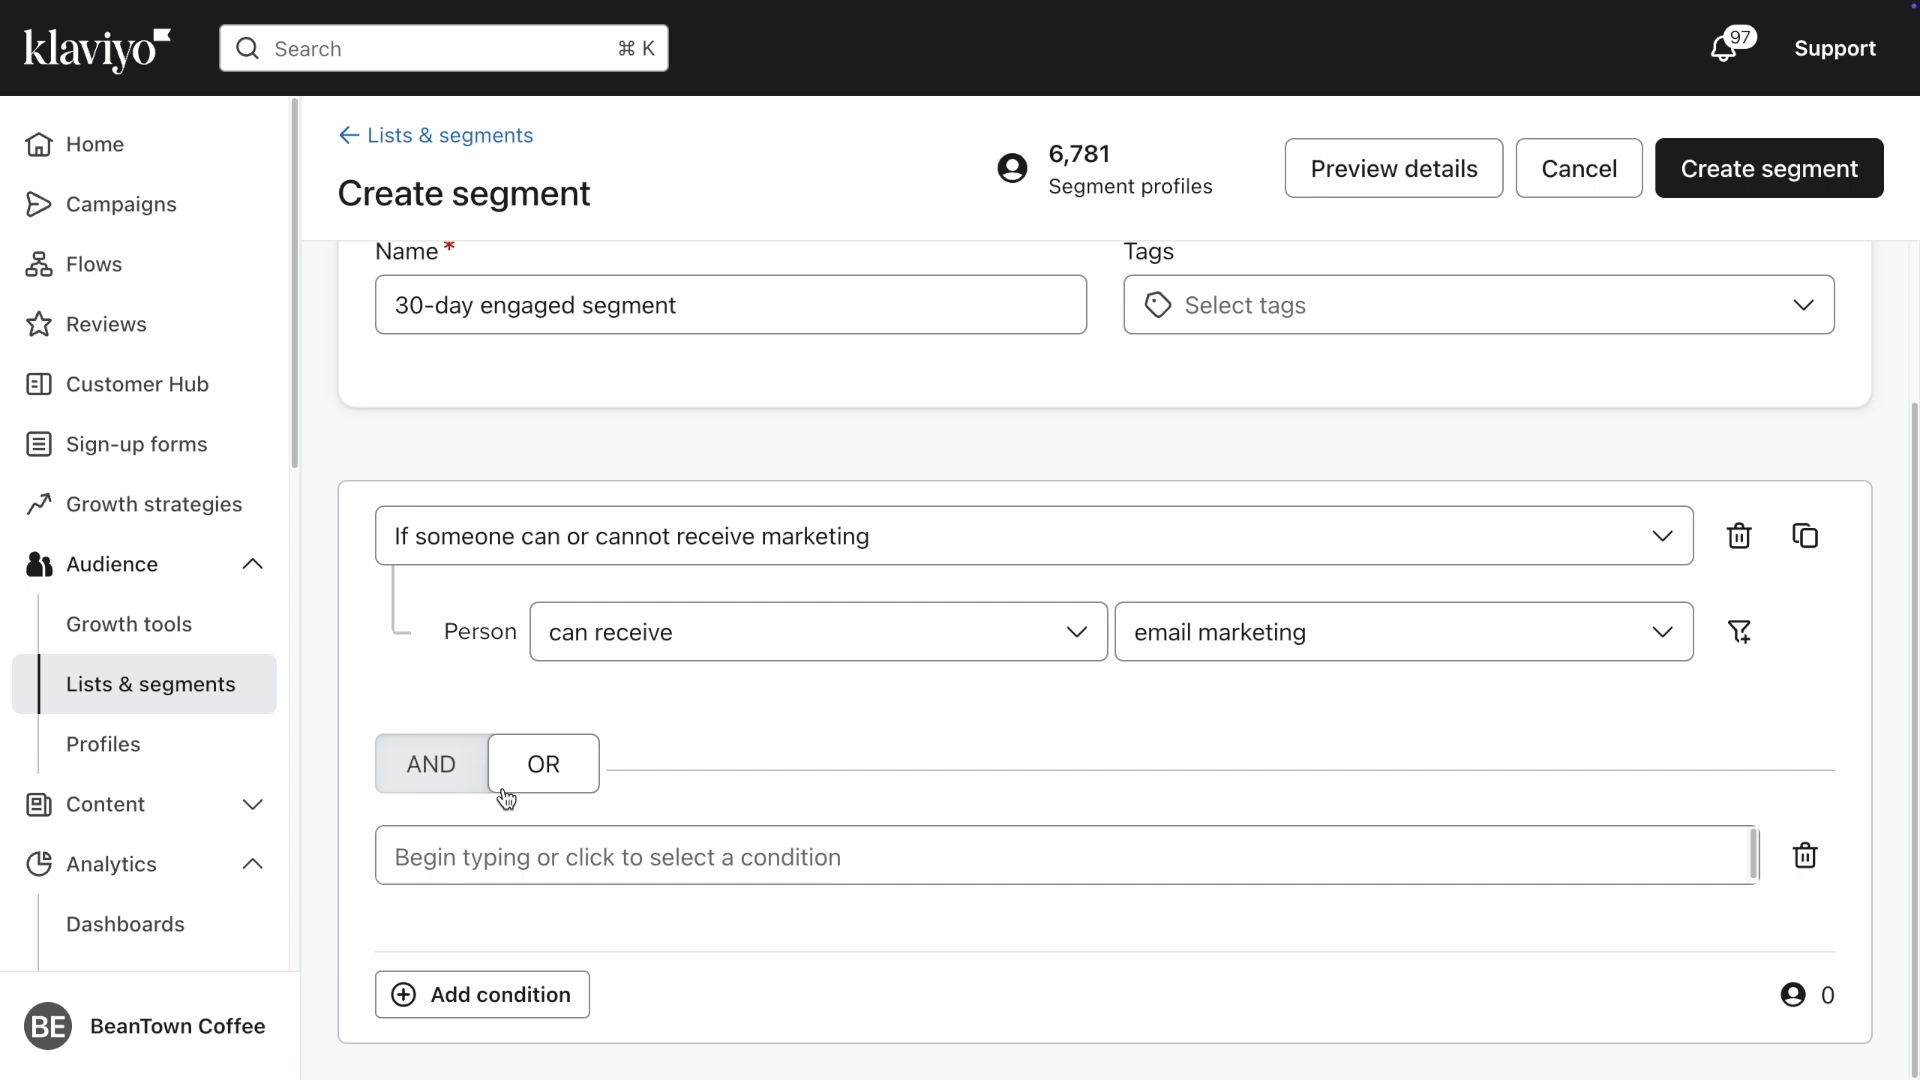 klaviyo
Search
⌘ K
97
Support
Home
Campaigns
Flows
Reviews
Customer Hub
Sign-up forms
Growth strategies
Audience
Growth tools
Lists & segments
Profiles
Content
Analytics
Dashboards
BE
BeanTown Coffee
← Lists & segments
Create segment
6,781
Segment profiles
Preview details
Cancel
Create segment
Name *
30-day engaged segment
Tags
Select tags
If someone can or cannot receive marketing
Person
can receive
email marketing
AND
OR
Begin typing or click to select a condition
Add condition
0